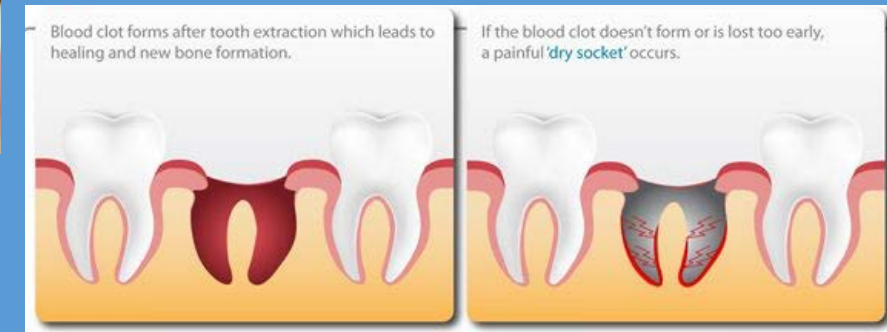 Blood clot forms after tooth extraction which leads to
healing and new bone formation.
If the blood clot doesn't form or is lost too early,
a painful 'dry socket' occurs.